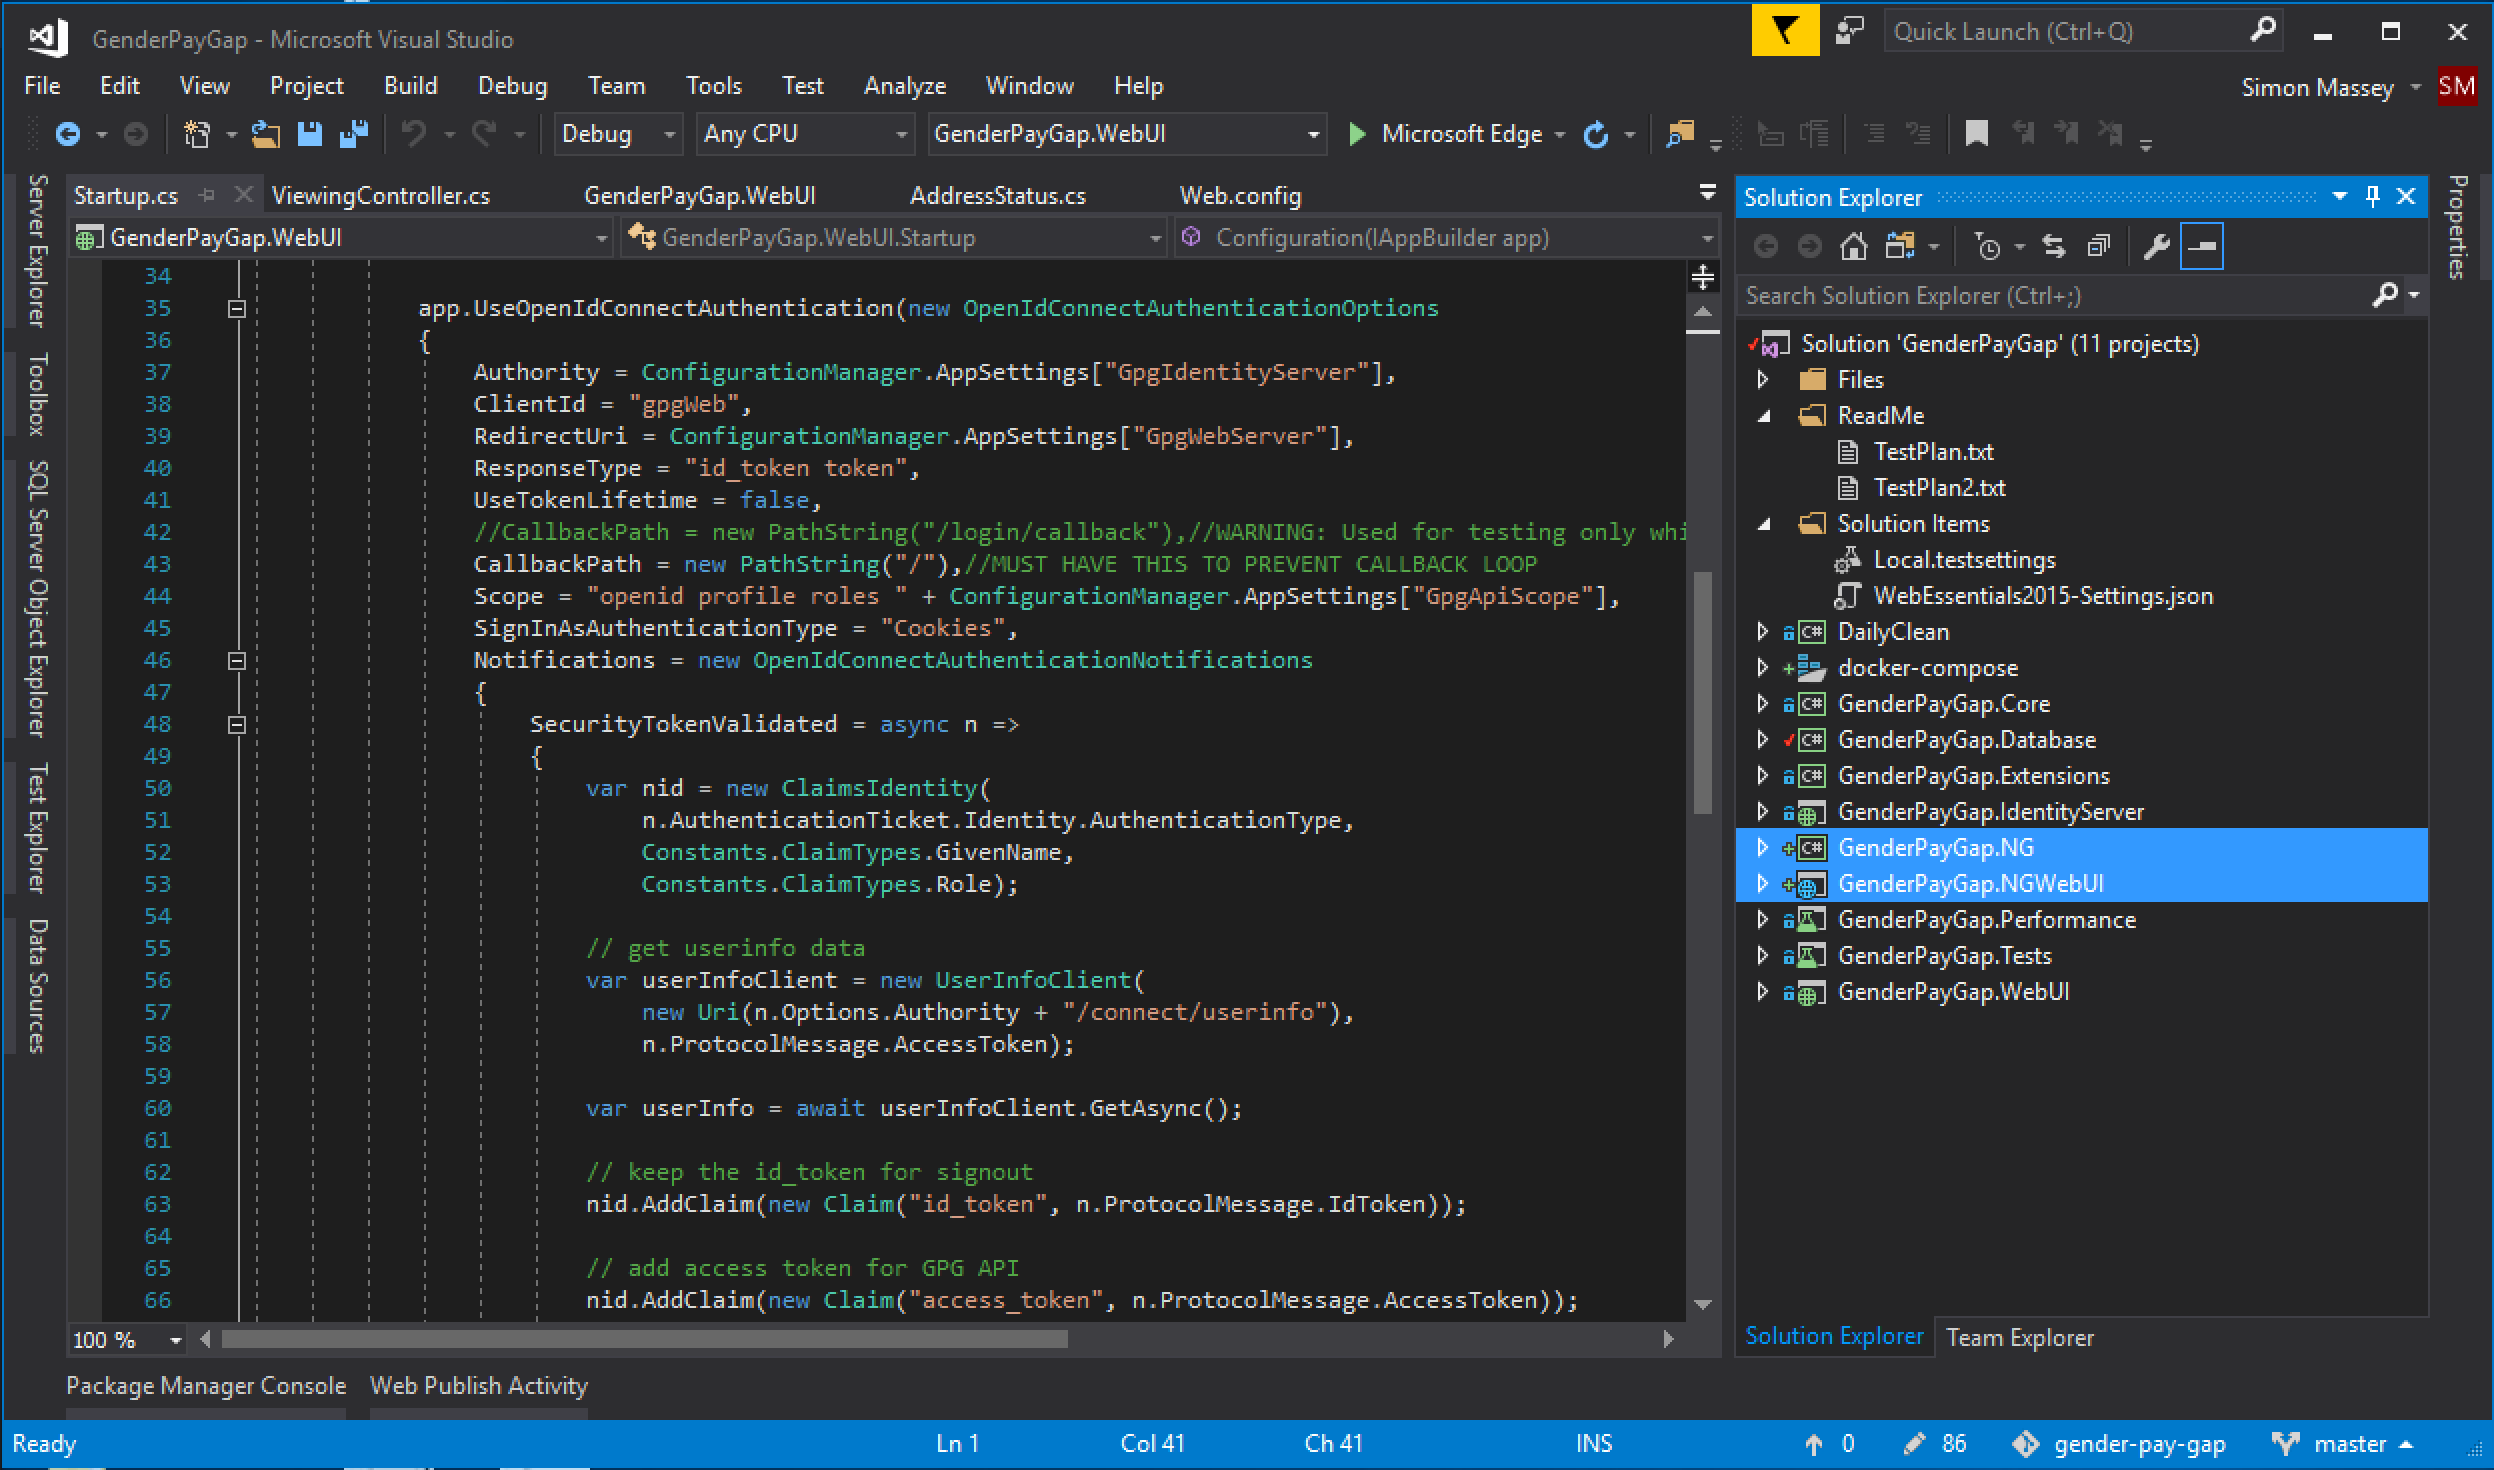 GenderPayGap - Microsoft Visual Studio
Quick Launch (Ctrl+Q)
File Edit View Project Build Debug Team Tools Test Analyze Window Help
Simon Massey SM
Debug Any CPU GenderPayGap.WebUI Microsoft Edge
Server Explorer
Toolbox
SQL Server Object Explorer
Test Explorer
Data Sources
Startup.cs ViewingController.cs GenderPayGap.WebUI AddressStatus.cs Web.config
GenderPayGap.WebUI GenderPayGap.WebUI.Startup Configuration(IAppBuilder app)
34
35 app.UseOpenIdConnectAuthentication(new OpenIdConnectAuthenticationOptions
36 {
37 Authority = ConfigurationManager.AppSettings["GpgIdentityServer"],
38 ClientId = "gpgWeb",
39 RedirectUri = ConfigurationManager.AppSettings["GpgWebServer"],
40 ResponseType = "id_token token",
41 UseTokenLifetime = false,
42 //CallbackPath = new PathString("/login/callback"),//WARNING: Used for testing only whi
43 CallbackPath = new PathString("/"),//MUST HAVE THIS TO PREVENT CALLBACK LOOP
44 Scope = "openid profile roles " + ConfigurationManager.AppSettings["GpgApiScope"],
45 SignInAsAuthenticationType = "Cookies",
46 Notifications = new OpenIdConnectAuthenticationNotifications
47 {
48 SecurityTokenValidated = async n =>
49 {
50 var nid = new ClaimsIdentity(
51 n.AuthenticationTicket.Identity.AuthenticationType,
52 Constants.ClaimTypes.GivenName,
53 Constants.ClaimTypes.Role);
54
55 // get userinfo data
56 var userInfoClient = new UserInfoClient(
57 new Uri(n.Options.Authority + "/connect/userinfo"),
58 n.ProtocolMessage.AccessToken);
59
60 var userInfo = await userInfoClient.GetAsync();
61
62 // keep the id_token for signout
63 nid.AddClaim(new Claim("id_token", n.ProtocolMessage.IdToken));
64
65 // add access token for GPG API
66 nid.AddClaim(new Claim("access_token", n.ProtocolMessage.AccessToken));
100 %
Package Manager Console Web Publish Activity
Solution Explorer
Search Solution Explorer (Ctrl+;)
Solution 'GenderPayGap' (11 projects)
Files
ReadMe
TestPlan.txt
TestPlan2.txt
Solution Items
Local.testsettings
WebEssentials2015-Settings.json
C# DailyClean
docker-compose
C# GenderPayGap.Core
C# GenderPayGap.Database
C# GenderPayGap.Extensions
GenderPayGap.IdentityServer
C# GenderPayGap.NG
GenderPayGap.NGWebUI
GenderPayGap.Performance
GenderPayGap.Tests
GenderPayGap.WebUI
Solution Explorer Team Explorer
Properties
Ready Ln 1 Col 41 Ch 41 INS 0 86 gender-pay-gap master